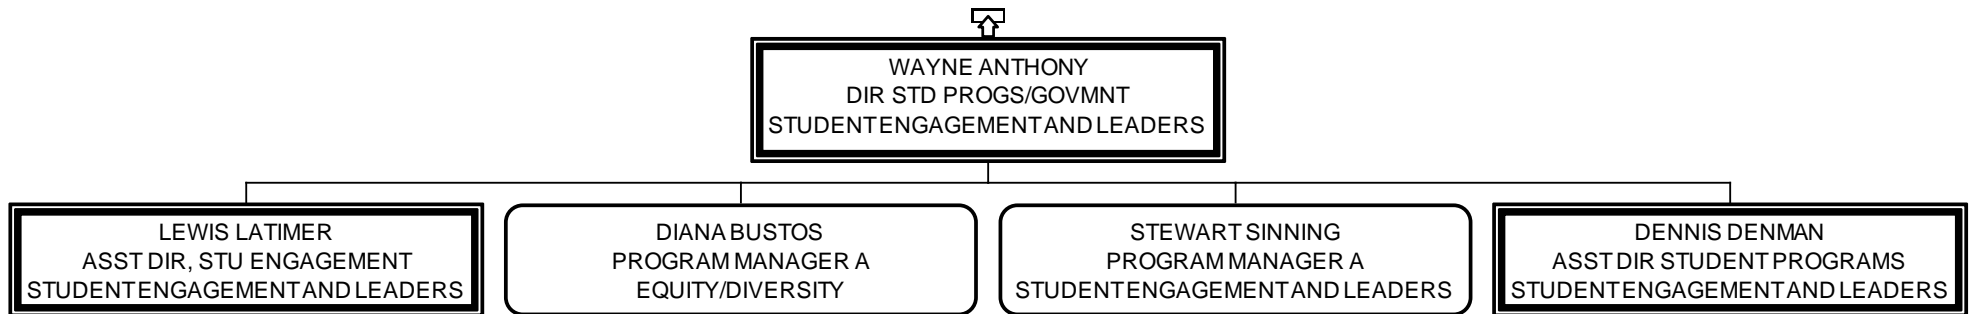 WAYNE ANTHONY
DIR STD PROGS/GOVMNT
STUDENT ENGAGEMENT AND LEADERS
LEWIS LATIMER
ASST DIR, STU ENGAGEMENT
STUDENT ENGAGEMENT AND LEADERS
DIANA BUSTOS
PROGRAM MANAGER A
EQUITY/DIVERSITY
STEWART SINNING
PROGRAM MANAGER A
STUDENT ENGAGEMENT AND LEADERS
DENNIS DENMAN
ASST DIR STUDENT PROGRAMS
STUDENT ENGAGEMENT AND LEADERS